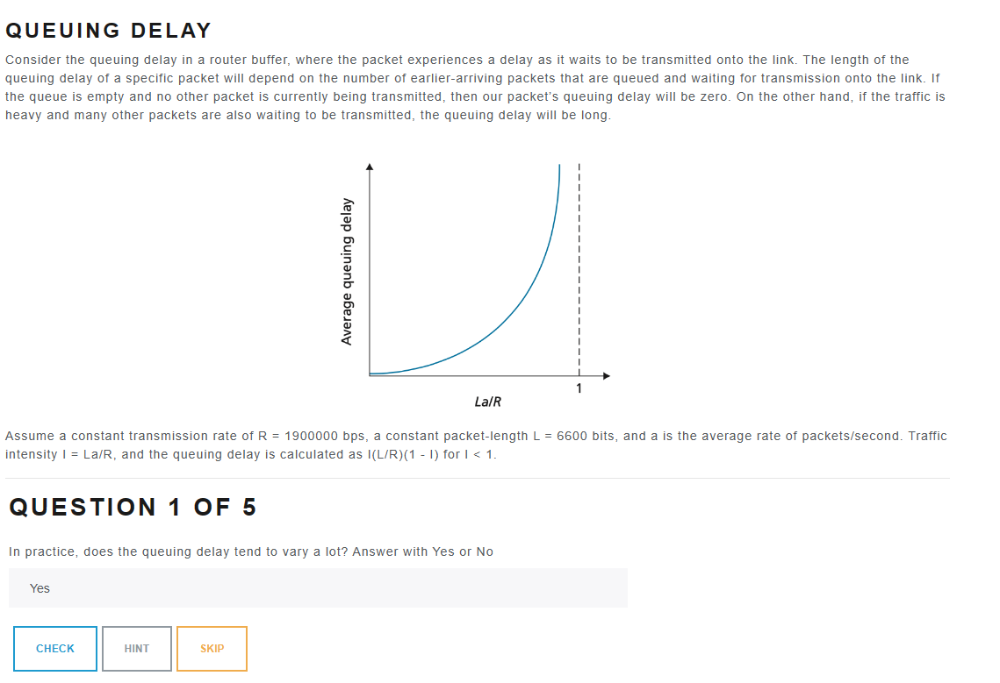 QUEUING DELAY
Consider the queuing delay in a router buffer, where the packet experiences a delay as it waits to be transmitted onto the link. The length of the
queuing delay of a specific packet will depend on the number of earlier-arriving packets that are queued and waiting for transmission onto the link. If
the queue is empty and no other packet is currently being transmitted, then our packet's queuing delay will be zero. On the other hand, if the traffic is
heavy and many other packets are also waiting to be transmitted, the queuing delay will be long.
Average queuing delay
1
La/R
Assume a constant transmission rate of R = 1900000 bps, a constant packet-length L = 6600 bits, and a is the average rate of packets/second. Traffic
intensity I = La/R, and the queuing delay is calculated as I(L/R)(1 - I) for I < 1.
QUESTION 1 OF 5
In practice, does the queuing delay tend to vary a lot? Answer with Yes or No
Yes
CHECK HINT SKIP